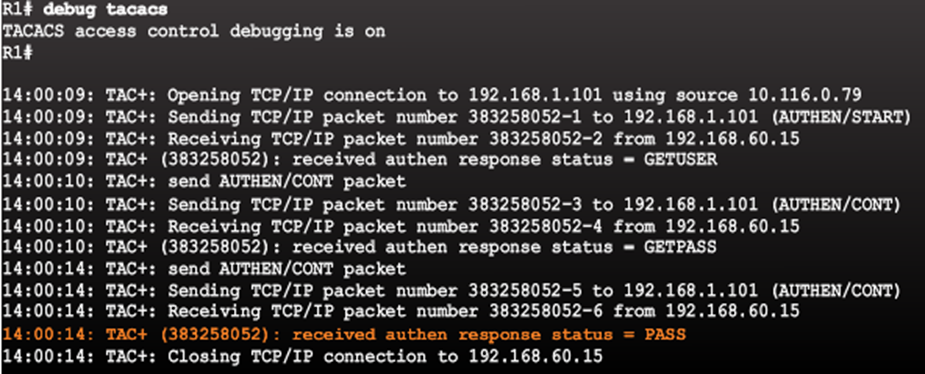 R1# debug tacacs
TACACS access control debugging is on
R1#
14:00:09: TAC+: Opening TCP/IP connection to 192.168.1.101 using source 10.116.0.79
14:00:09: TAC+: Sending TCP/IP packet number 383258052-1 to 192.168.1.101 (AUTHEN/START)
14:00:09: TAC+: Receiving TCP/IP packet number 383258052-2 from 192.168.60.15
14:00:09: TAC+ (383258052): received authen response status = GETUSER
14:00:10: TAC+: send AUTHEN/CONT packet
14:00:10: TAC+: Sending TCP/IP packet number 383258052-3 to 192.168.1.101 (AUTHEN/CONT)
14:00:10: TAC+: Receiving TCP/IP packet number 383258052-4 from 192.168.60.15
14:00:10: TAC+ (383258052): received authen response status = GETPASS
14:00:14: TAC+: send AUTHEN/CONT packet
14:00:14: TAC+: Sending TCP/IP packet number 383258052-5 to 192.168.1.101 (AUTHEN/CONT)
14:00:14: TAC+: Receiving TCP/IP packet number 383258052-6 from 192.168.60.15
14:00:14: TAC+ (383258052): received authen response status = PASS
14:00:14: TAC+: Closing TCP/IP connection to 192.168.60.15